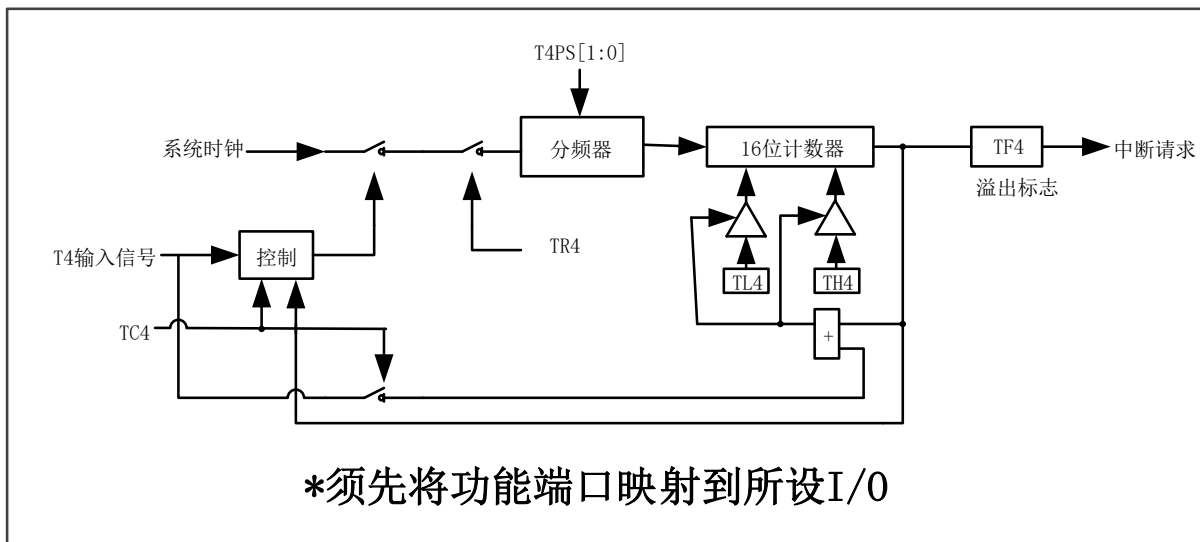 T4PS[1:0]
系统时钟
分频器
16位计数器
TF4
中断请求
溢出标志
T4输入信号
控制
TR4
TL4
TH4
TC4
+
*须先将功能端口映射到所设I/O